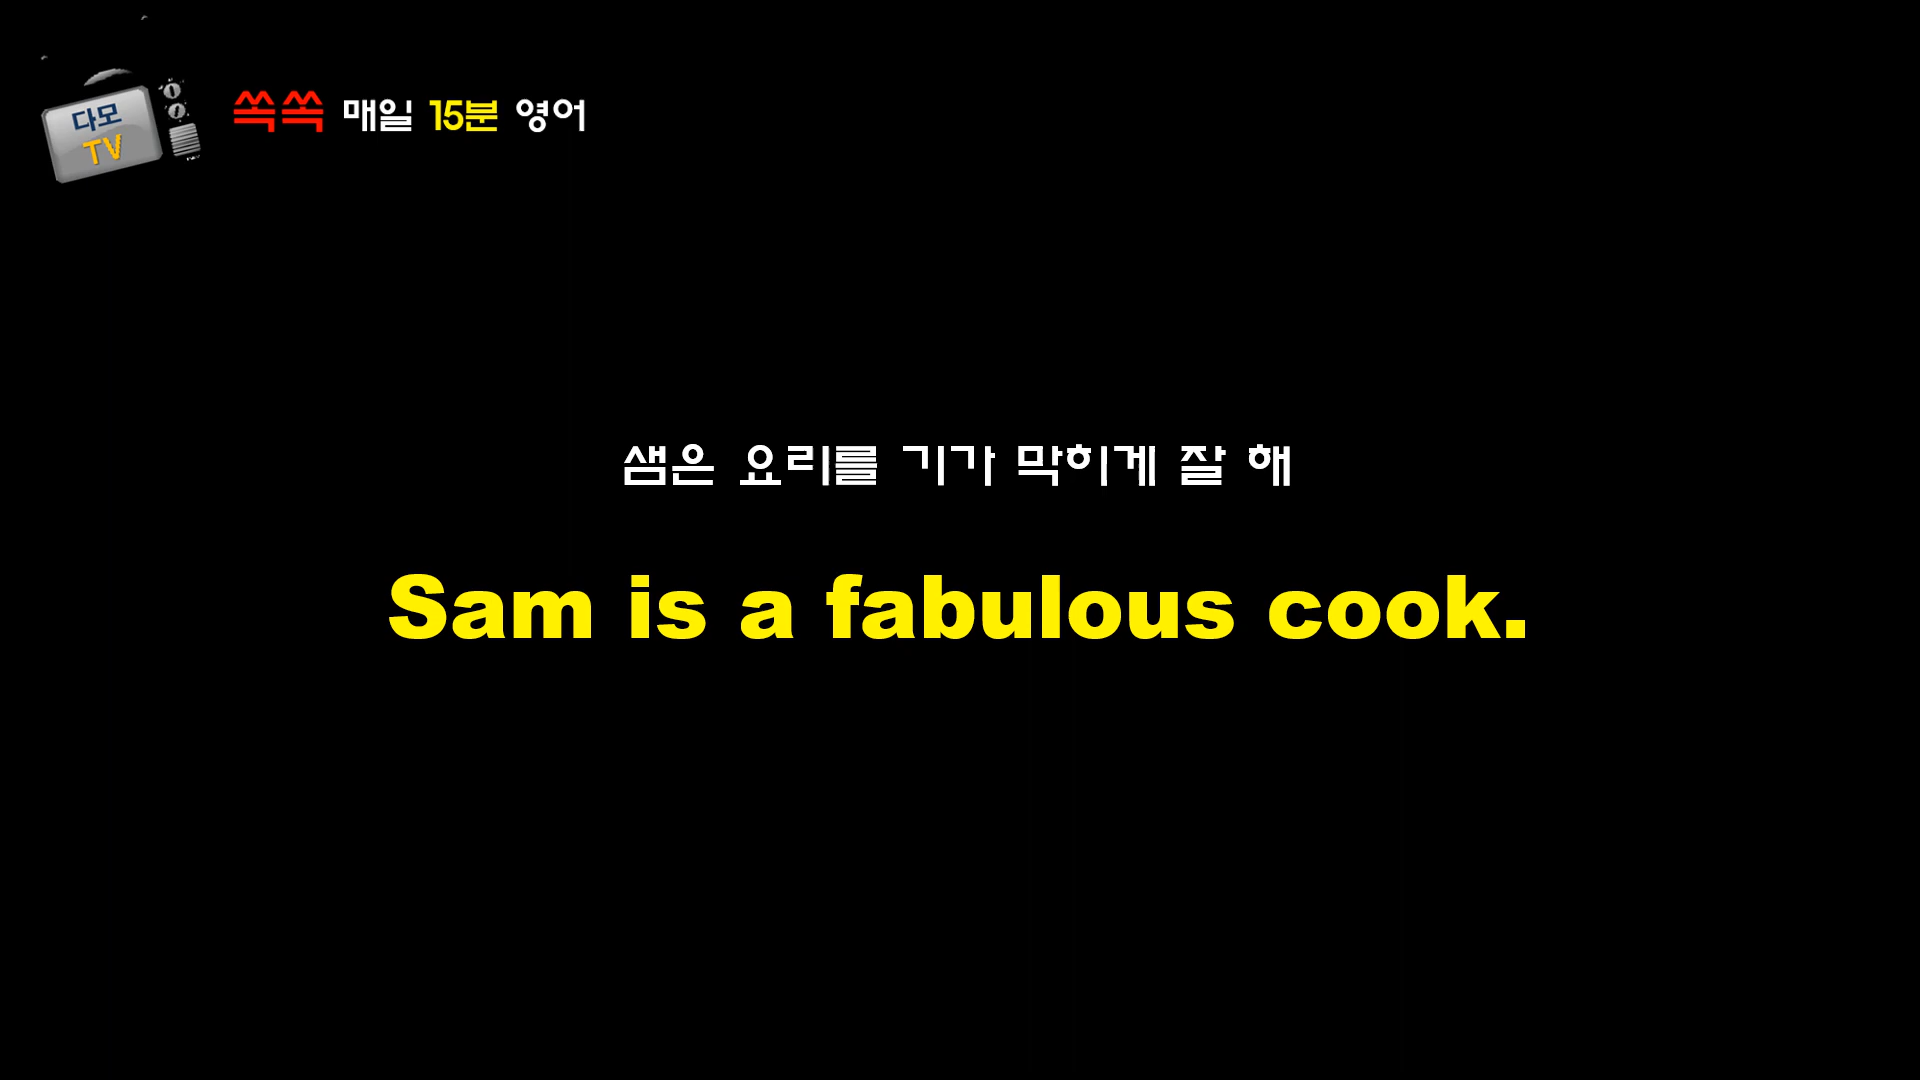 다모
TV
쏙쏙 매일 15분 영어
샘은 요리를 기가 막히게 잘 해
Sam is a fabulous cook.